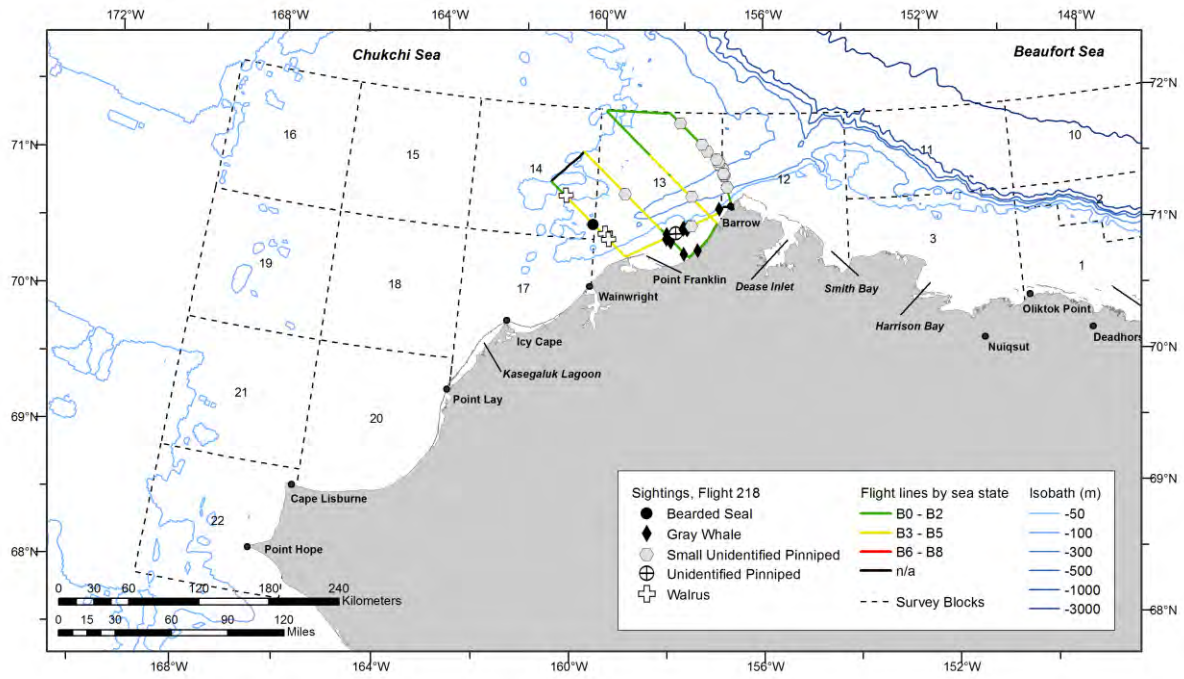 172°W 168°W 164°W 160°W 156°W 152°W 148°W
Chukchi Sea
Beaufort Sea
72°N
71°N
16
15
14
13
12
11
10
2
71°N
Barrow
3
1
19
18
17
70°N
Point Franklin
Dease Inlet
Smith Bay
Wainwright
Harrison Bay
Oliktok Point
Icy Cape
Nuiqsut
Deadhors
70°N
Kasegaluk Lagoon
21
20
Point Lay
69°N
Cape Lisburne
69°N
22
Point Hope
68°N
68°N
Sightings, Flight 218
Bearded Seal
Gray Whale
Small Unidentified Pinniped
Unidentified Pinniped
Walrus
Flight lines by sea state
B0 - B2
B3 - B5
B6 - B8
n/a
Survey Blocks
Isobath (m)
-50
-100
-300
-500
-1000
-3000
0 30 60 120 180 240
Kilometers
0 15 30 60 90 120
Miles
168°W 164°W 160°W 156°W 152°W